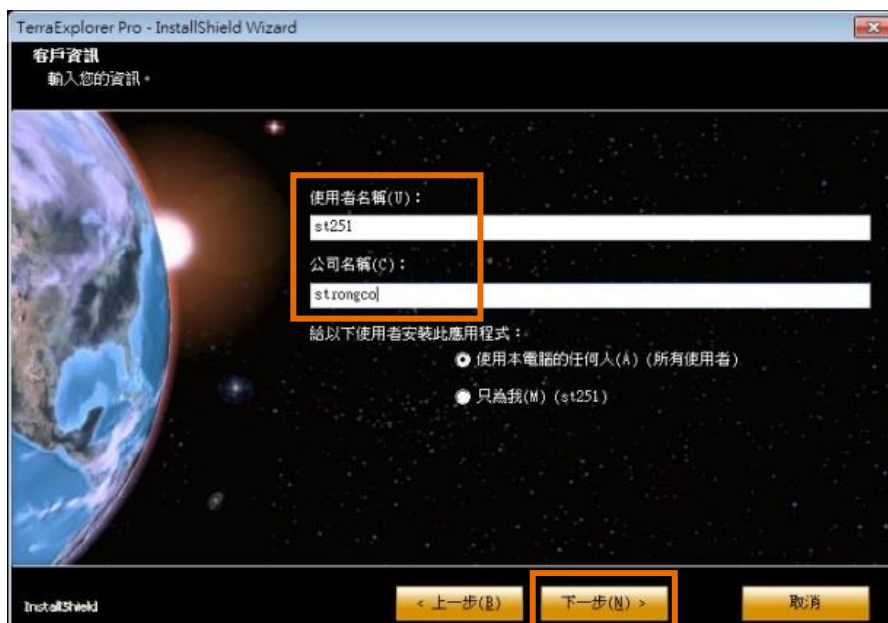 TerraExplorer Pro - InstallShield Wizard
客戶資訊
輸入您的資訊。
使用者名稱(U)：
st251
公司名稱(C)：
strongco
給以下使用者安裝此應用程式：
使用本電腦的任何人(A) (所有使用者)
只為我(M) (st251)
InstallShield
< 上一步(B)
下一步(N) >
取消